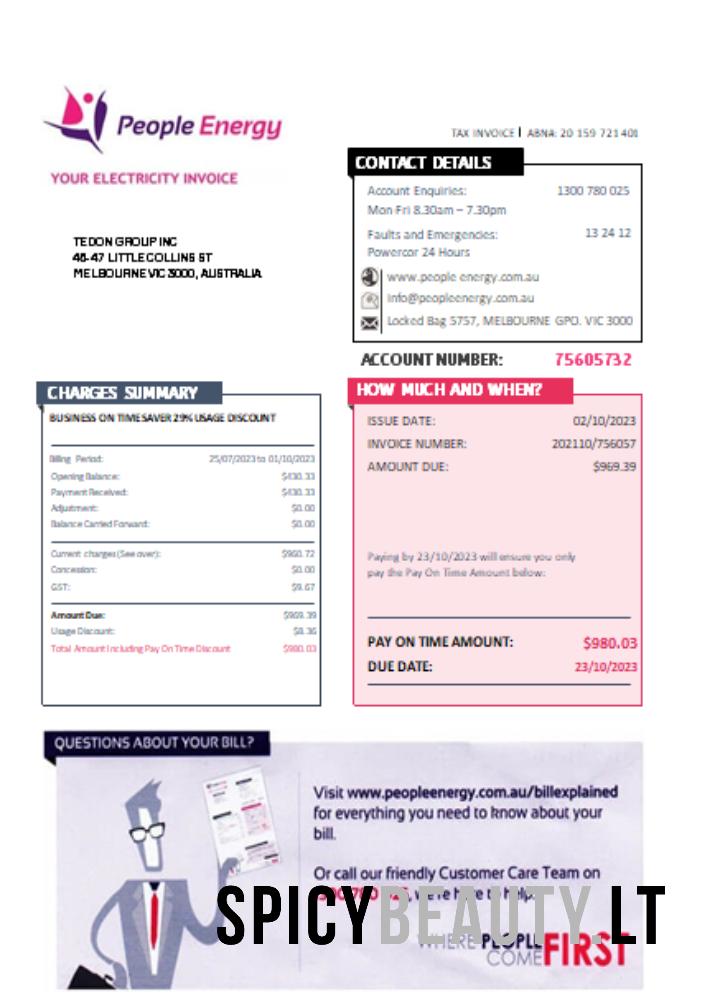 People Energy
TAX INVOICE | ABN#: 20 159 721 401
YOUR ELECTRICITY INVOICE
CONTACT DETAILS
Account Enquiries: 1300 780 025
Mon-Fri 8.30am – 7.30pm
Faults and Emergencies: 13 24 12
Powercor 24 Hours
www.people energy.com.au
info@peopleenergy.com.au
Locked Bag 5757, MELBOURNE GPO. VIC 3000
TEDON GROUP INC
46-47 LITTLE COLLINS ST
MELBOURNE VIC 3000, AUSTRALIA
ACCOUNT NUMBER: 75605732
CHARGES SUMMARY
BUSINESS ON TIME SAVER 29% USAGE DISCOUNT
Billing Period: 25/07/2023 to 01/10/2023
Opening Balance: $430.33
Payment Received: $430.33
Adjustment: $0.00
Balance Carried Forward: $0.00
Current charges (See over): $960.72
Concession: $0.00
GST: $9.67
Amount Due: $969.39
Usage Discount: $8.36
Total Amount Including Pay On Time Discount $980.03
HOW MUCH AND WHEN?
ISSUE DATE: 02/10/2023
INVOICE NUMBER: 202110/756057
AMOUNT DUE: $969.39
Paying by 23/10/2023 will ensure you only
pay the Pay On Time Amount below:
PAY ON TIME AMOUNT: $980.03
DUE DATE: 23/10/2023
QUESTIONS ABOUT YOUR BILL?
Visit www.peopleenergy.com.au/billexplained
for everything you need to know about your
bill.
Or call our friendly Customer Care Team on
we're here to help.
SPICYBEAUTY.LT
WHERE PEOPLE
COME FIRST